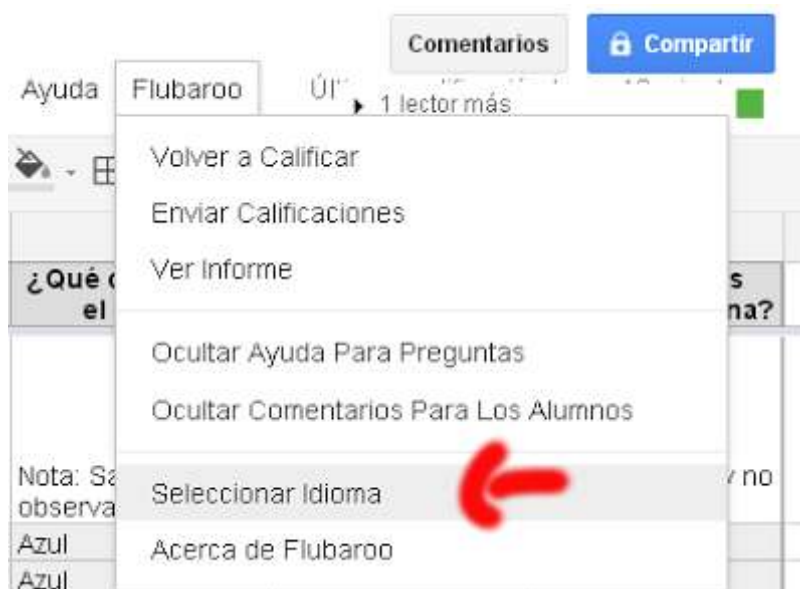 Comentarios Compartir
Ayuda Flubaroo
1 lector más
Volver a Calificar
Enviar Calificaciones
Ver Informe
¿Qué s
el na?
Ocultar Ayuda Para Preguntas
Ocultar Comentarios Para Los Alumnos
Nota: no
observa
Seleccionar Idioma
Azul
Acerca de Flubaroo
Azul